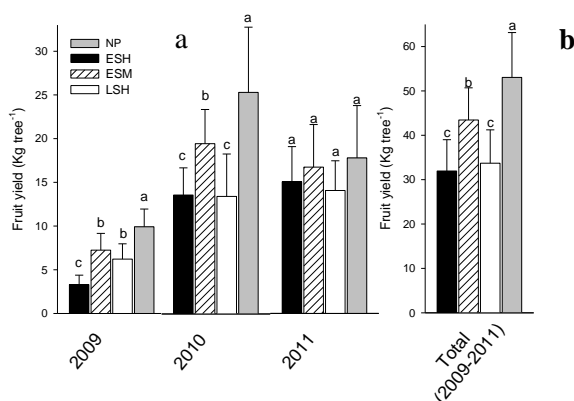 a
NP
ESH
ESM
LSH
Fruit yield (Kg tree⁻¹)
30
25
20
15
10
5
0
c
b
b
a
c
b
c
a
a
a
a
a
2009
2010
2011
b
Fruit yield (Kg tree⁻¹)
60
50
40
30
20
10
0
c
b
c
a
Total
(2009-2011)